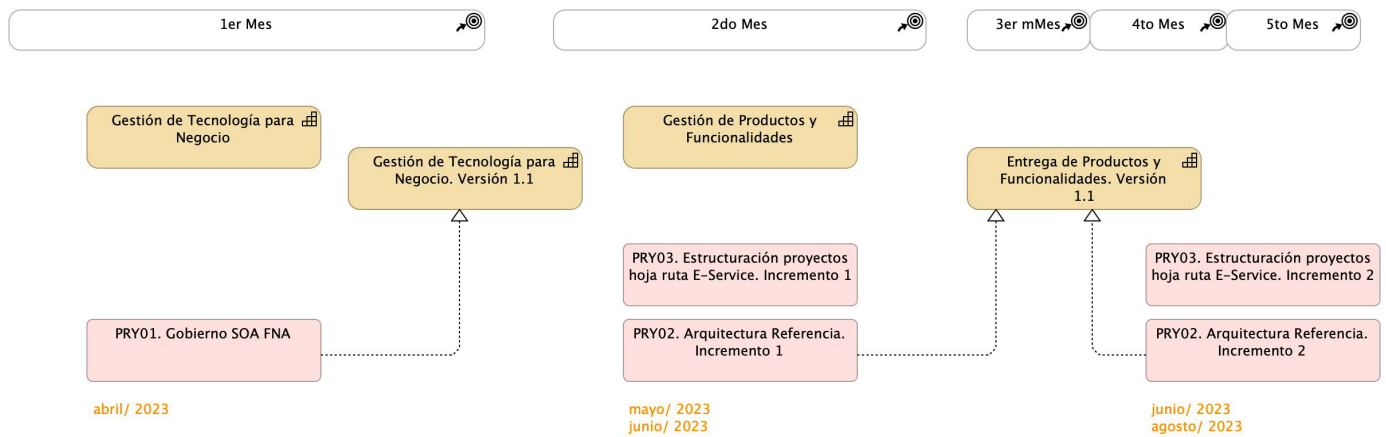 1er Mes
2do Mes
3er mMes
4to Mes
5to Mes
Gestión de Tecnología para
Negocio
Gestión de Tecnología para
Negocio. Versión 1.1
Gestión de Productos y
Funcionalidades
Entrega de Productos y
Funcionalidades. Versión
1.1
PRY03. Estructuración proyectos
hoja ruta E-Service. Incremento 1
PRY03. Estructuración proyectos
hoja ruta E-Service. Incremento 2
PRY01. Gobierno SOA FNA
PRY02. Arquitectura Referencia.
Incremento 1
PRY02. Arquitectura Referencia.
Incremento 2
abril/ 2023
mayo/ 2023
junio/ 2023
junio/ 2023
agosto/ 2023